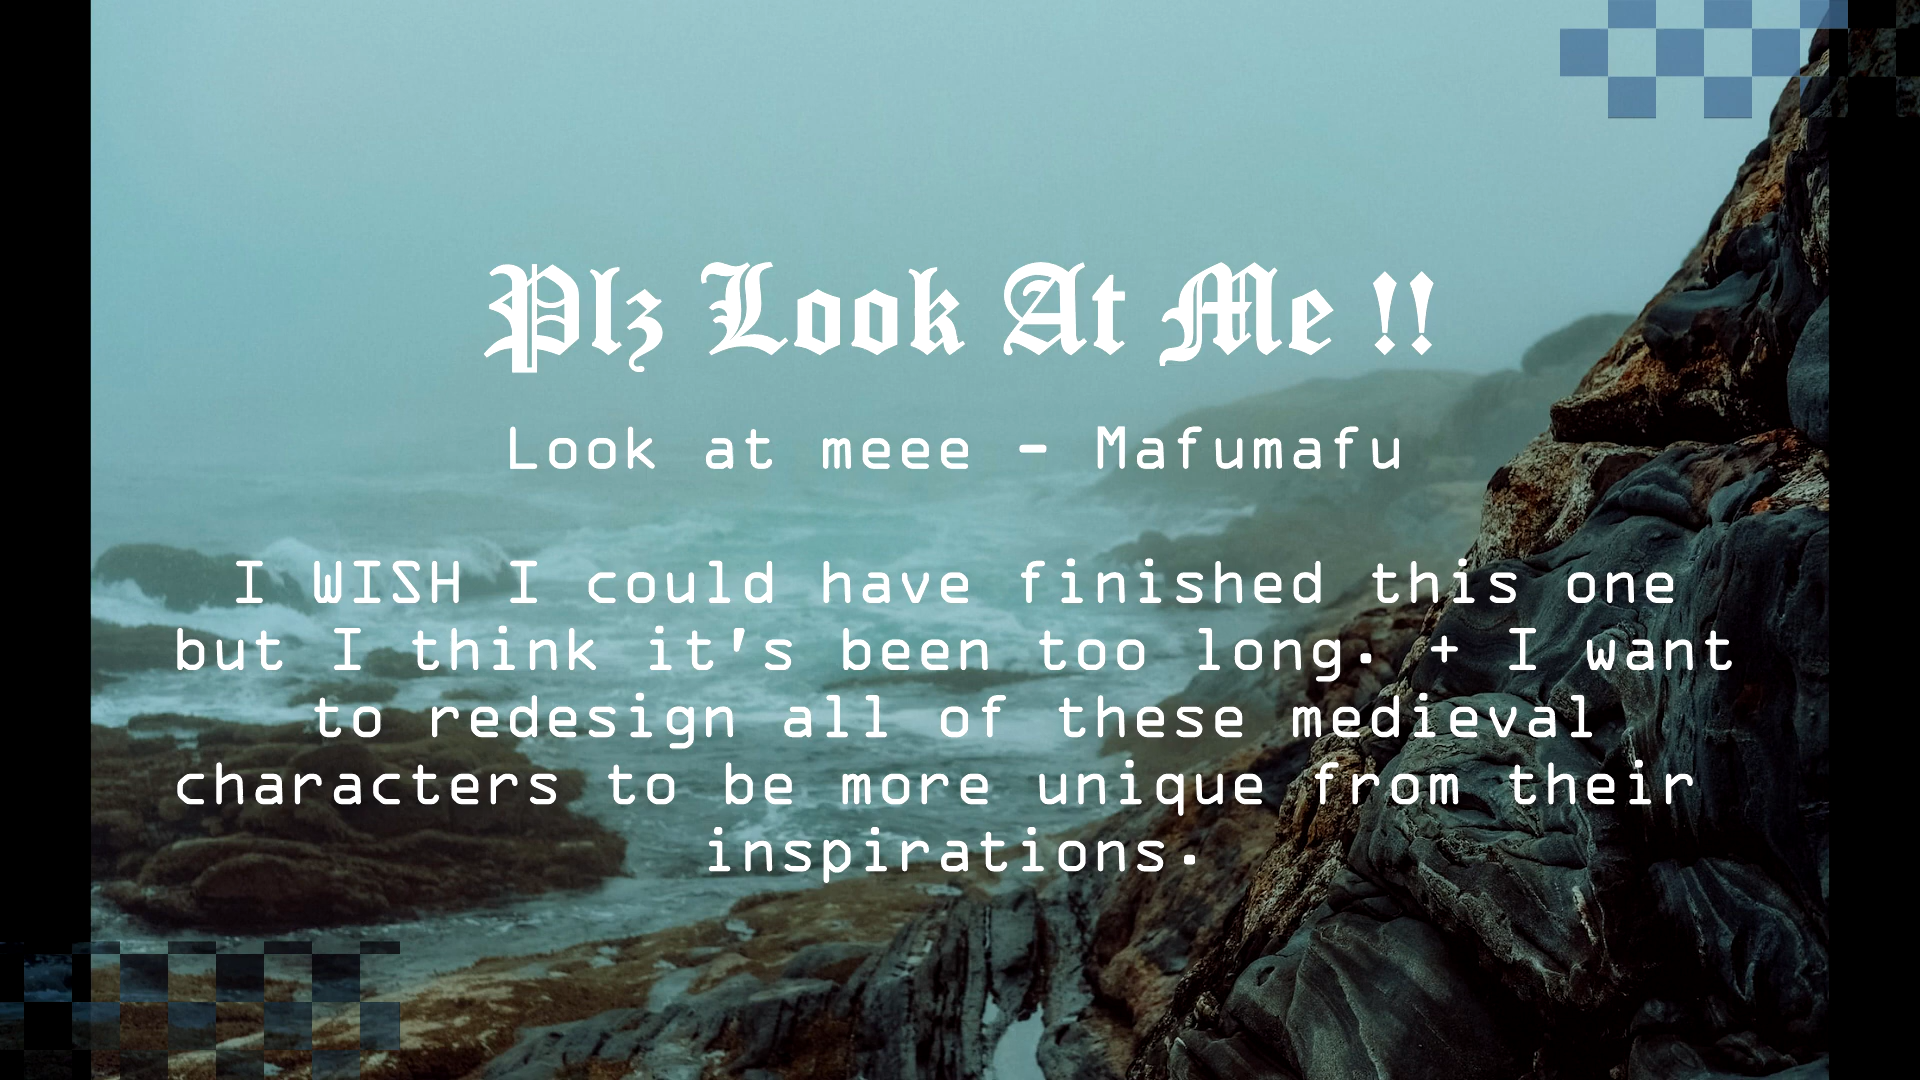 Plz Look At Me !!
Look at meee - Mafumafu
I WISH I could have finished this one
but I think it's been too long. + I want
to redesign all of these medieval
characters to be more unique from their
inspirations.